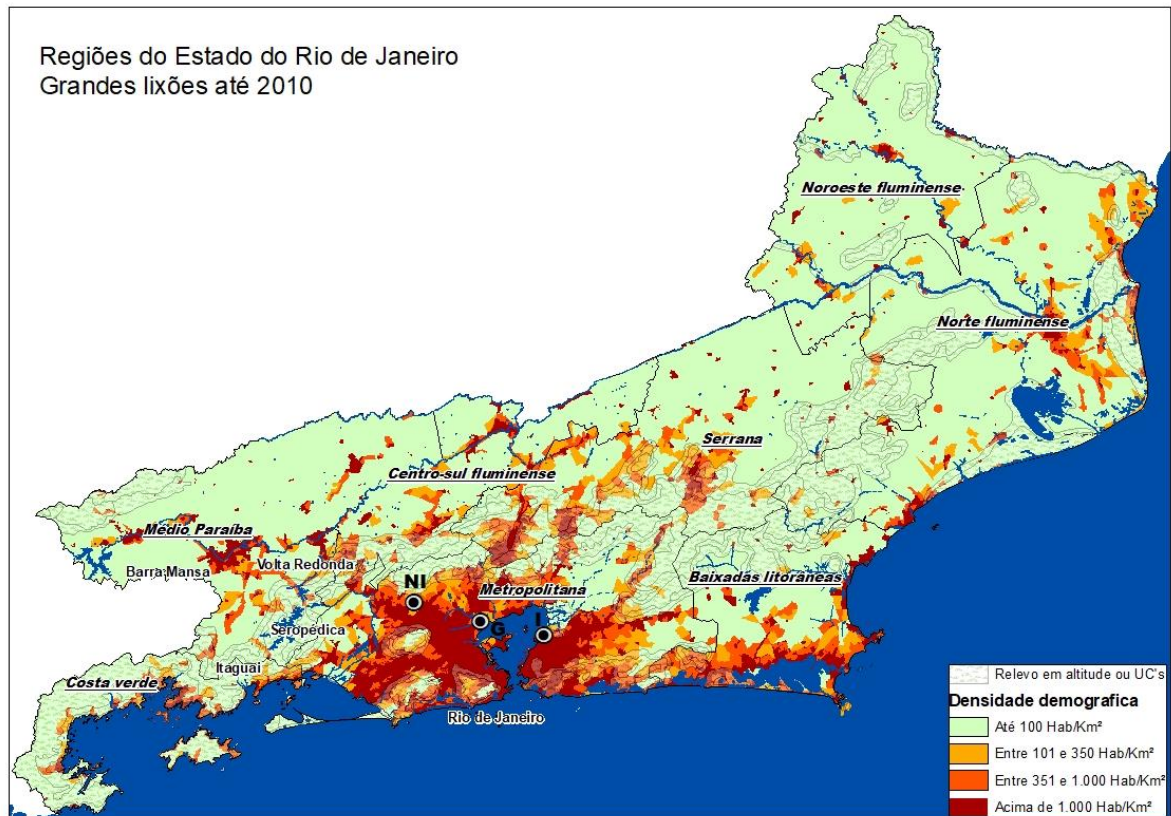 Regiões do Estado do Rio de Janeiro
Grandes lixões até 2010
Noroeste fluminense
Norte fluminense
Serrana
Centro-sul fluminense
Médio Paraíba
Volta Redonda
Barra Mansa
Baixadas litorâneas
NI
Metropolitana
G
I
Seropédica
Itaguai
Costa verde
Rio de Janeiro
Relevo em altitude ou UC's
Densidade demografica
Até 100 Hab/Km²
Entre 101 e 350 Hab/Km²
Entre 351 e 1.000 Hab/Km²
Acima de 1.000 Hab/Km²